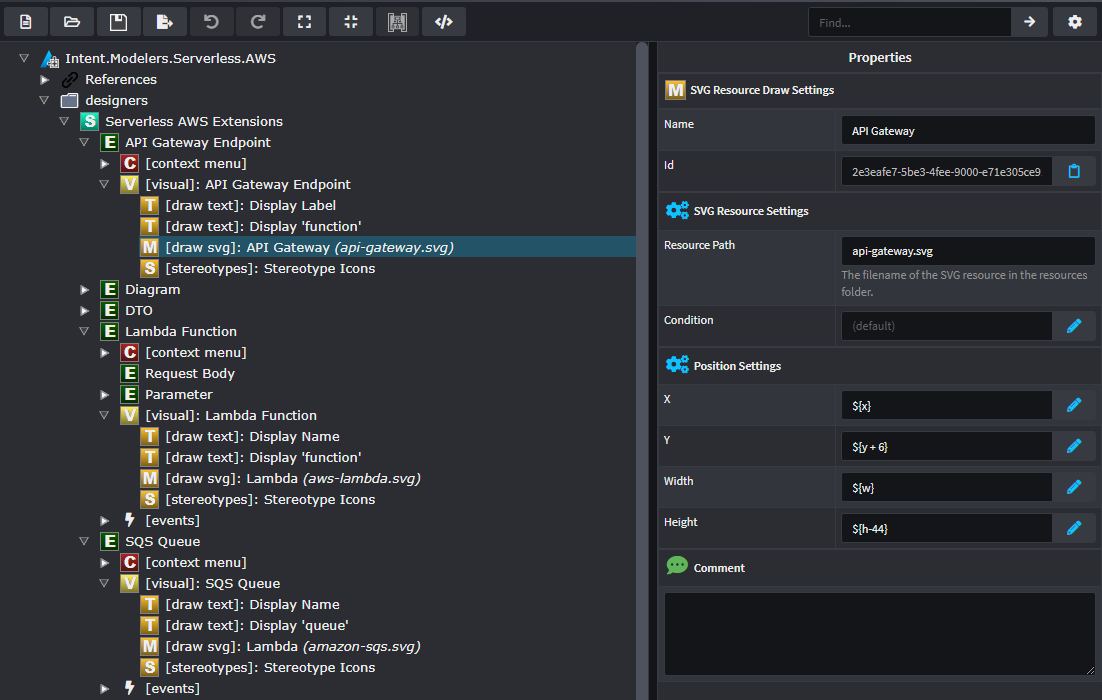 Find...
Intent.Modelers.Serverless.AWS
References
designers
S Serverless AWS Extensions
E API Gateway Endpoint
C [context menu]
V [visual]: API Gateway Endpoint
T [draw text]: Display Label
T [draw text]: Display 'function'
M [draw svg]: API Gateway (api-gateway.svg)
S [stereotypes]: Stereotype Icons
E Diagram
E DTO
E Lambda Function
C [context menu]
E Request Body
E Parameter
V [visual]: Lambda Function
T [draw text]: Display Name
T [draw text]: Display 'function'
M [draw svg]: Lambda (aws-lambda.svg)
S [stereotypes]: Stereotype Icons
[events]
E SQS Queue
C [context menu]
V [visual]: SQS Queue
T [draw text]: Display Name
T [draw text]: Display 'queue'
M [draw svg]: Lambda (amazon-sqs.svg)
S [stereotypes]: Stereotype Icons
[events]
Properties
M SVG Resource Draw Settings
Name API Gateway
Id 2e3eafe7-5be3-4fee-9000-e71e305ce9
SVG Resource Settings
Resource Path api-gateway.svg
The filename of the SVG resource in the resources
folder.
Condition (default)
Position Settings
X ${x}
Y ${y + 6}
Width ${w}
Height ${h-44}
Comment